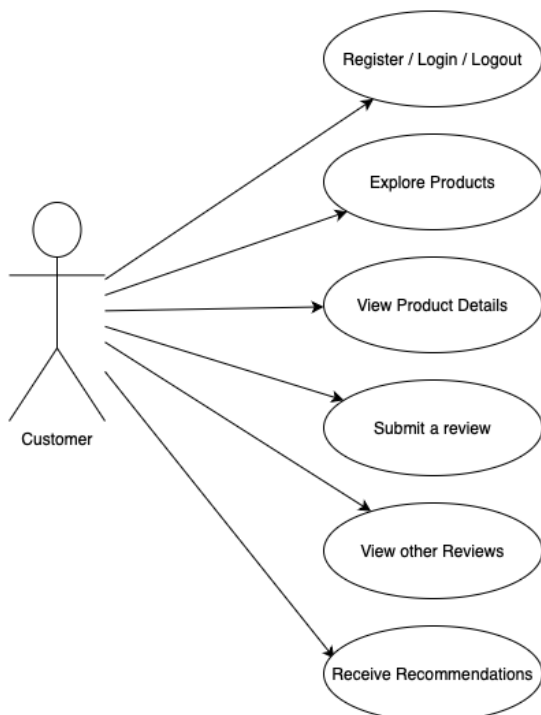 Register / Login / Logout
Explore Products
View Product Details
Submit a review
Customer
View other Reviews
Receive Recommendations